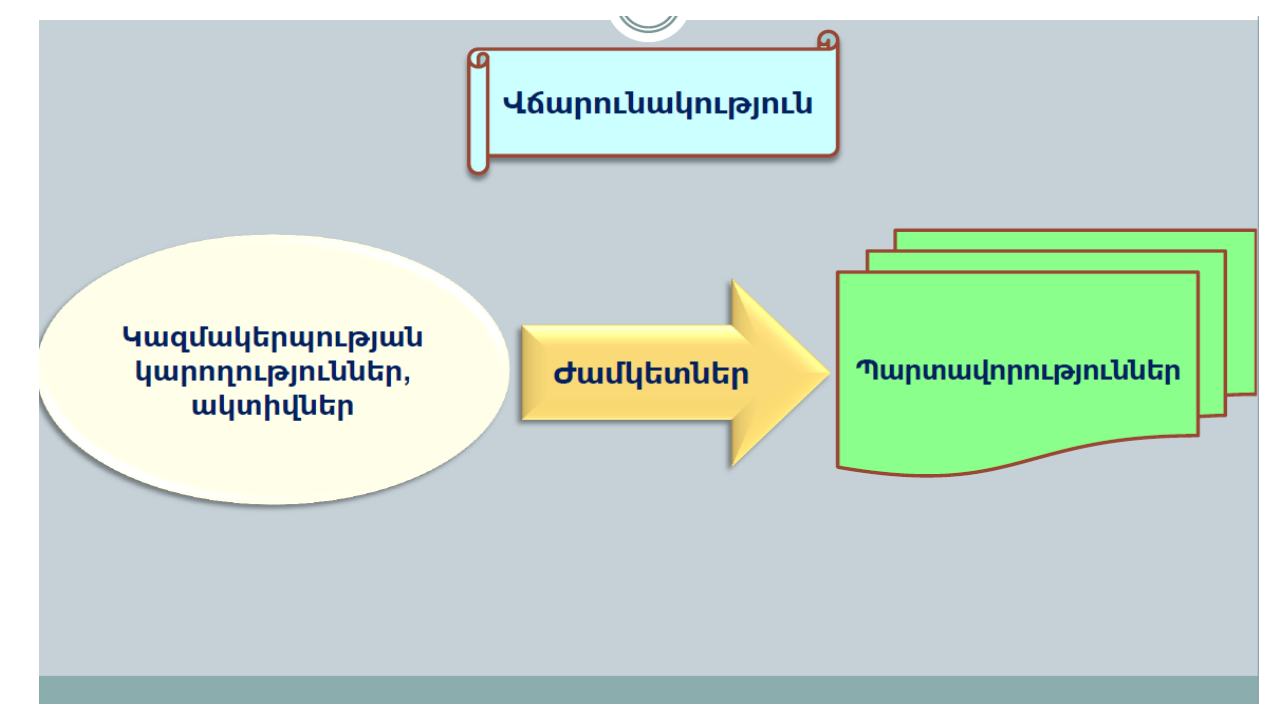 Վճարունակություն
Կազմակերպության
կարողություններ,
ակտիվներ
Ժամկետներ
Պարտավորություններ